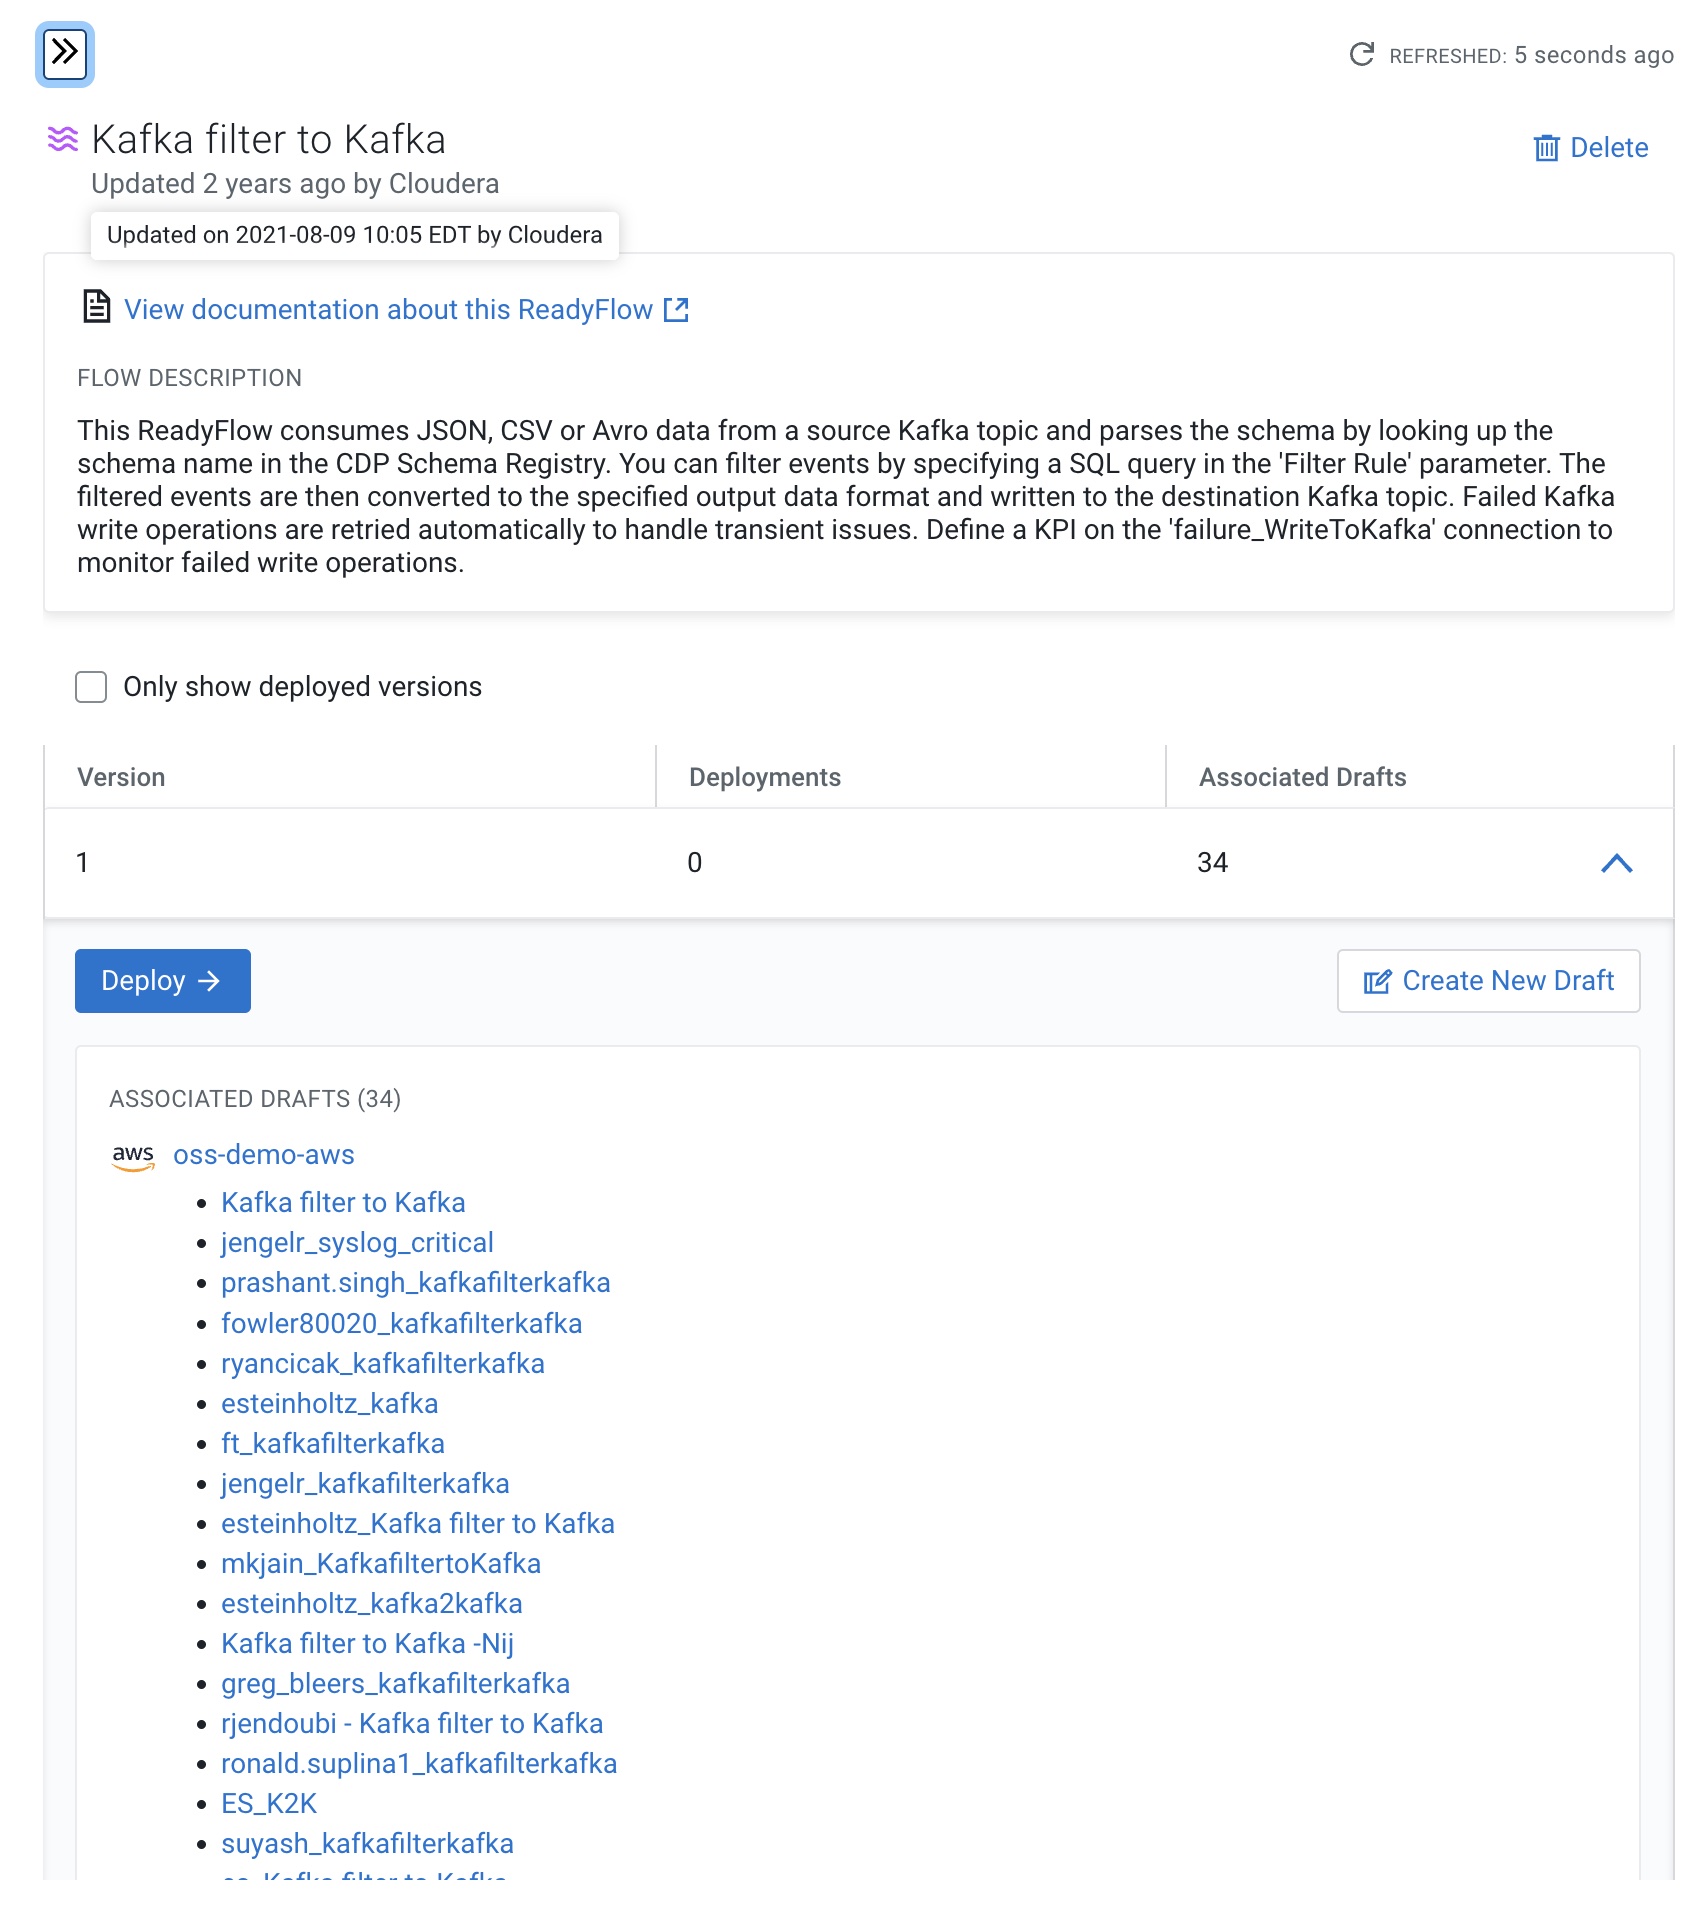 REFRESHED: 5 seconds ago
Kafka filter to Kafka
Delete
Updated 2 years ago by Cloudera
Updated on 2021-08-09 10:05 EDT by Cloudera
View documentation about this ReadyFlow
FLOW DESCRIPTION
This ReadyFlow consumes JSON, CSV or Avro data from a source Kafka topic and parses the schema by looking up the
schema name in the CDP Schema Registry. You can filter events by specifying a SQL query in the 'Filter Rule' parameter. The
filtered events are then converted to the specified output data format and written to the destination Kafka topic. Failed Kafka
write operations are retried automatically to handle transient issues. Define a KPI on the 'failure_WriteToKafka' connection to
monitor failed write operations.
Only show deployed versions
Version Deployments Associated Drafts
1 0 34
Deploy
Create New Draft
ASSOCIATED DRAFTS (34)
aws oss-demo-aws
Kafka filter to Kafka
jengelr_syslog_critical
prashant.singh_kafkafilterkafka
fowler80020_kafkafilterkafka
ryancicak_kafkafilterkafka
esteinholtz_kafka
ft_kafkafilterkafka
jengelr_kafkafilterkafka
esteinholtz_Kafka filter to Kafka
mkjain_KafkafiltertoKafka
esteinholtz_kafka2kafka
Kafka filter to Kafka -Nij
greg_bleers_kafkafilterkafka
rjendoubi - Kafka filter to Kafka
ronald.suplina1_kafkafilterkafka
ES_K2K
suyash_kafkafilterkafka
filter to Kafka